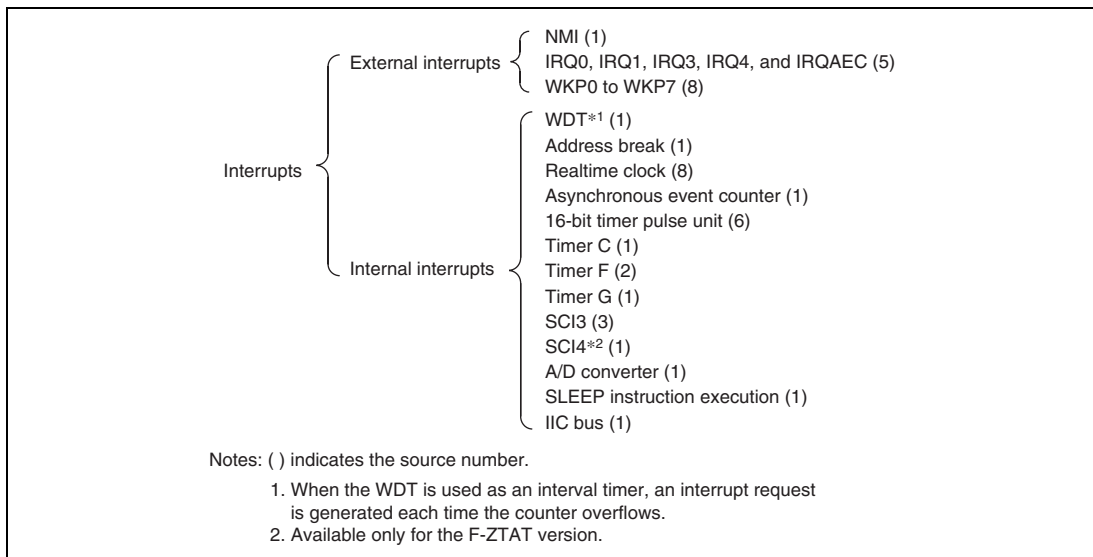 Interrupts
External interrupts
NMI (1)
IRQ0, IRQ1, IRQ3, IRQ4, and IRQAEC (5)
WKP0 to WKP7 (8)
Internal interrupts
WDT*1 (1)
Address break (1)
Realtime clock (8)
Asynchronous event counter (1)
16-bit timer pulse unit (6)
Timer C (1)
Timer F (2)
Timer G (1)
SCI3 (3)
SCI4*2 (1)
A/D converter (1)
SLEEP instruction execution (1)
IIC bus (1)
Notes: ( ) indicates the source number.
1. When the WDT is used as an interval timer, an interrupt request
is generated each time the counter overflows.
2. Available only for the F-ZTAT version.